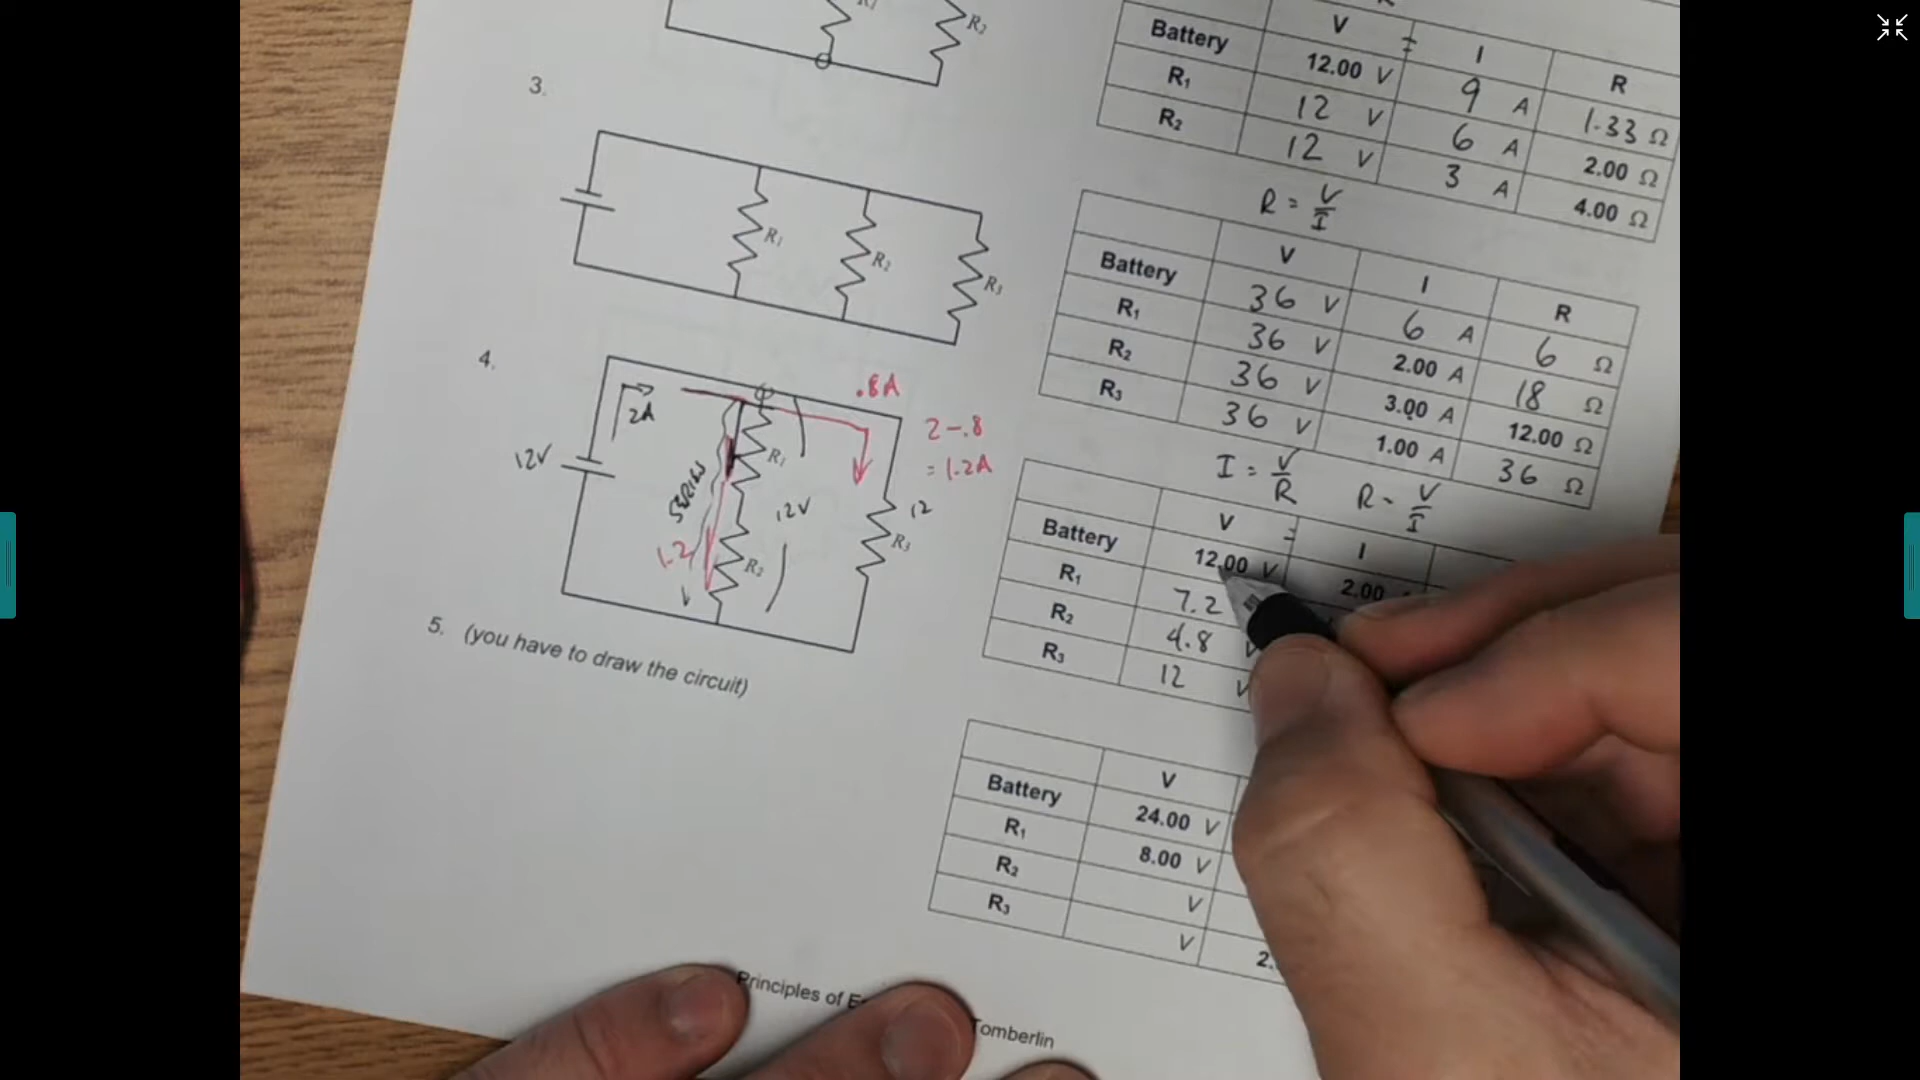 R₂
V
I
R
Battery
12.00 V
9 A
1.33 Ω
R₁
12 V
6 A
2.00 Ω
R₂
12 V
3 A
4.00 Ω
R = V/I
3.
R₁
R₂
R₃
V
I
R
Battery
36 V
6 A
6 Ω
R₁
36 V
2.00 A
18 Ω
R₂
36 V
3.00 A
12.00 Ω
R₃
36 V
1.00 A
36 Ω
I = V/R
R = V/I
4.
.8A
2A
2-.8
= 1.2A
12V
R₁
SERIES
12V
12
R₃
1.2
R₂
V
I
Battery
12.00 V
2.00
R₁
7.2
R₂
4.8 V
R₃
12 V
5. (you have to draw the circuit)
V
Battery
24.00 V
R₁
8.00 V
R₂
V
R₃
V
2.
Principles of
Tomberlin